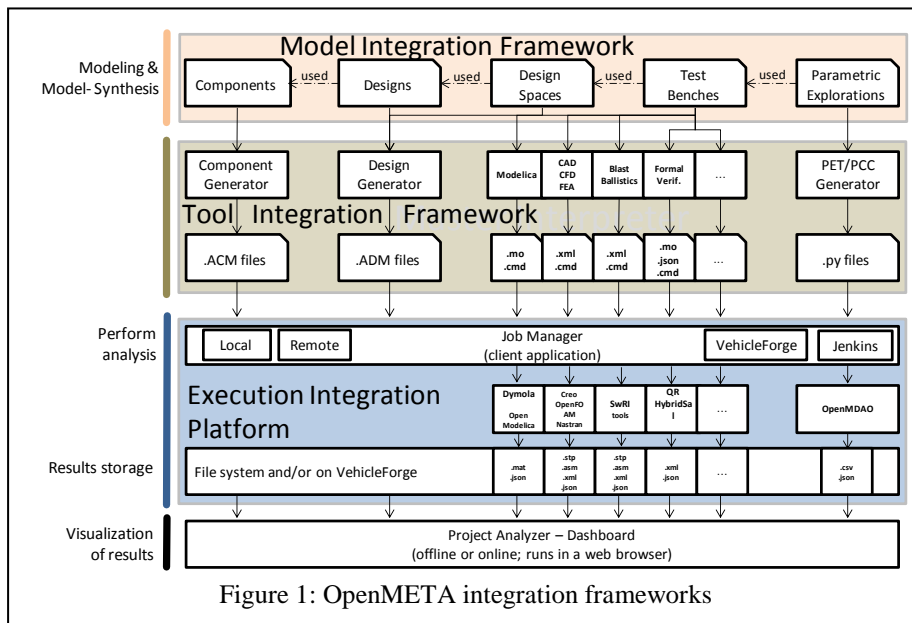 Model Integration Framework
Modeling &
Model- Synthesis
Components
used
Designs
used
Design
Spaces
used
Test
Benches
used
Parametric
Explorations
Component
Generator
Design
Generator
Modelica
CAD
CFD
FEA
Blast
Ballistics
Formal
Verif.
...
PET/PCC
Generator
Tool Integration Framework
.ACM files
.ADM files
.mo
.cmd
.xml
.cmd
.xml
.cmd
.mo
.json
.cmd
...
.py files
Perform
analysis
Local
Remote
Job Manager
(client application)
VehicleForge
Jenkins
Execution Integration
Platform
Dymola
Open
Modelica
Creo
OpenFO
AM
Nastran
SwRI
tools
QR
HybridSa
l
...
OpenMDAO
Results storage
File system and/or on VehicleForge
.mat
.json
.stp
.asm
.xml
.json
.stp
.asm
.xml
.json
.xml
.json
...
.csv
.json
Visualization
of results
Project Analyzer – Dashboard
(offline or online; runs in a web browser)
Figure 1: OpenMETA integration frameworks